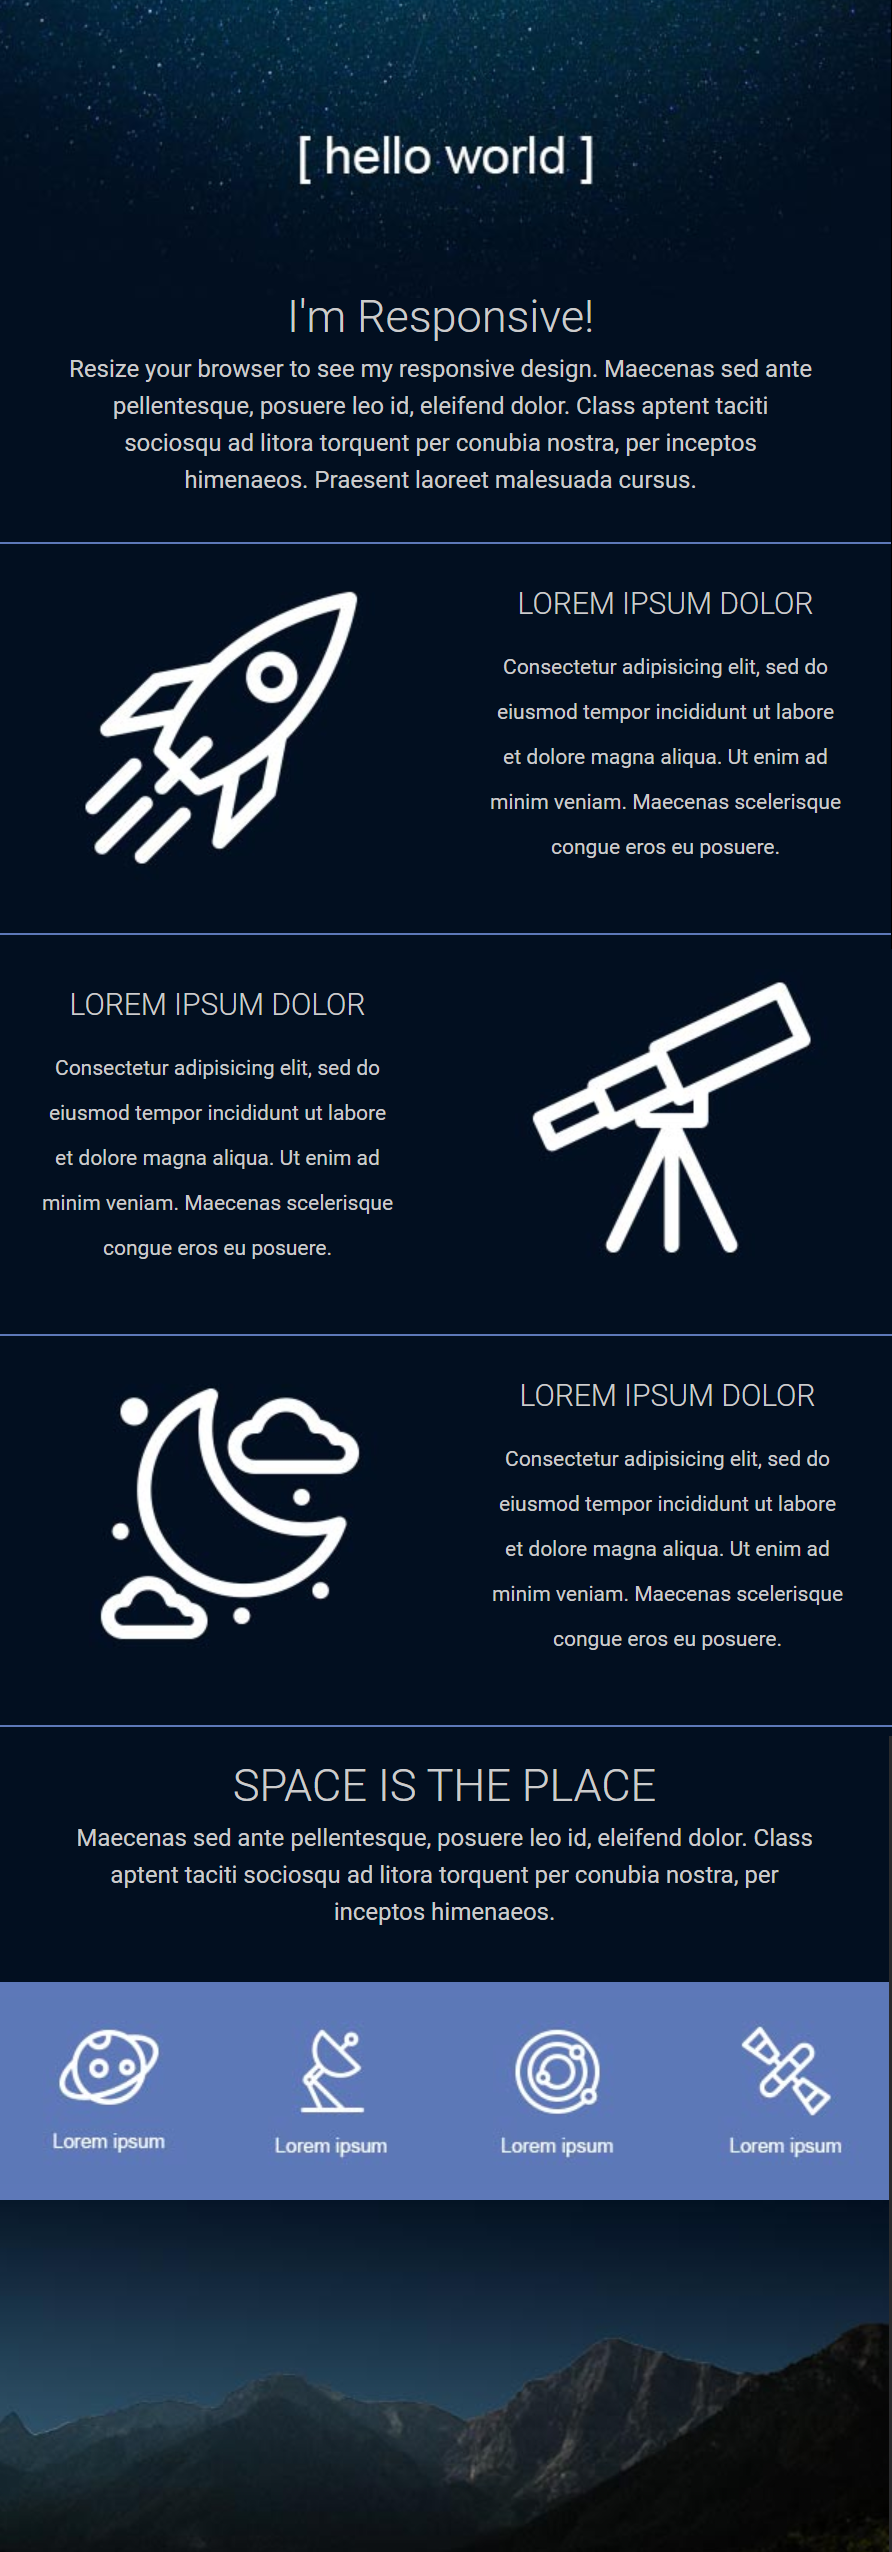 [ hello world ]
I'm Responsive!
Resize your browser to see my responsive design. Maecenas sed ante
pellentesque, posuere leo id, eleifend dolor. Class aptent taciti
sociosqu ad litora torquent per conubia nostra, per inceptos
himenaeos. Praesent laoreet malesuada cursus.
LOREM IPSUM DOLOR
Consectetur adipisicing elit, sed do
eiusmod tempor incididunt ut labore
et dolore magna aliqua. Ut enim ad
minim veniam. Maecenas scelerisque
congue eros eu posuere.
LOREM IPSUM DOLOR
Consectetur adipisicing elit, sed do
eiusmod tempor incididunt ut labore
et dolore magna aliqua. Ut enim ad
minim veniam. Maecenas scelerisque
congue eros eu posuere.
LOREM IPSUM DOLOR
Consectetur adipisicing elit, sed do
eiusmod tempor incididunt ut labore
et dolore magna aliqua. Ut enim ad
minim veniam. Maecenas scelerisque
congue eros eu posuere.
SPACE IS THE PLACE
Maecenas sed ante pellentesque, posuere leo id, eleifend dolor. Class
aptent taciti sociosqu ad litora torquent per conubia nostra, per
inceptos himenaeos.
Lorem ipsum
Lorem ipsum
Lorem ipsum
Lorem ipsum